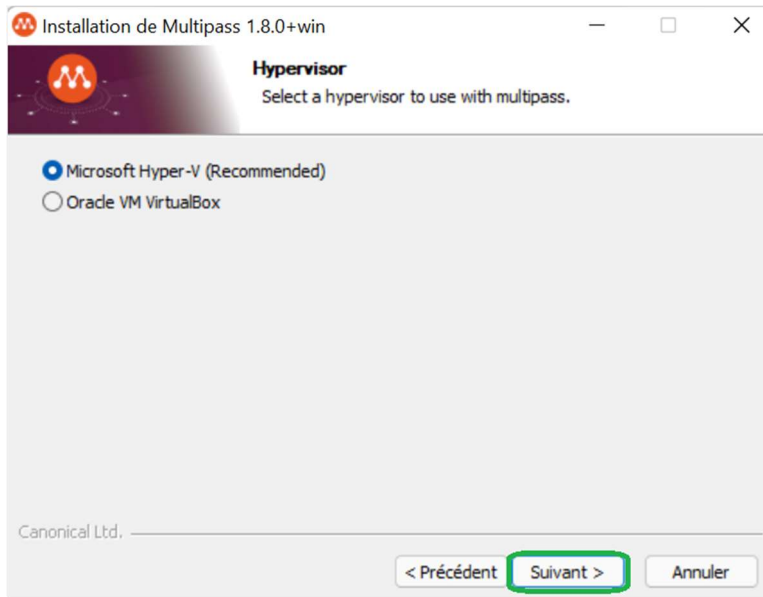 Installation de Multipass 1.8.0+win
Hypervisor
Select a hypervisor to use with multipass.
Microsoft Hyper-V (Recommended)
Oracle VM VirtualBox
Canonical Ltd.
< Précédent Suivant > Annuler